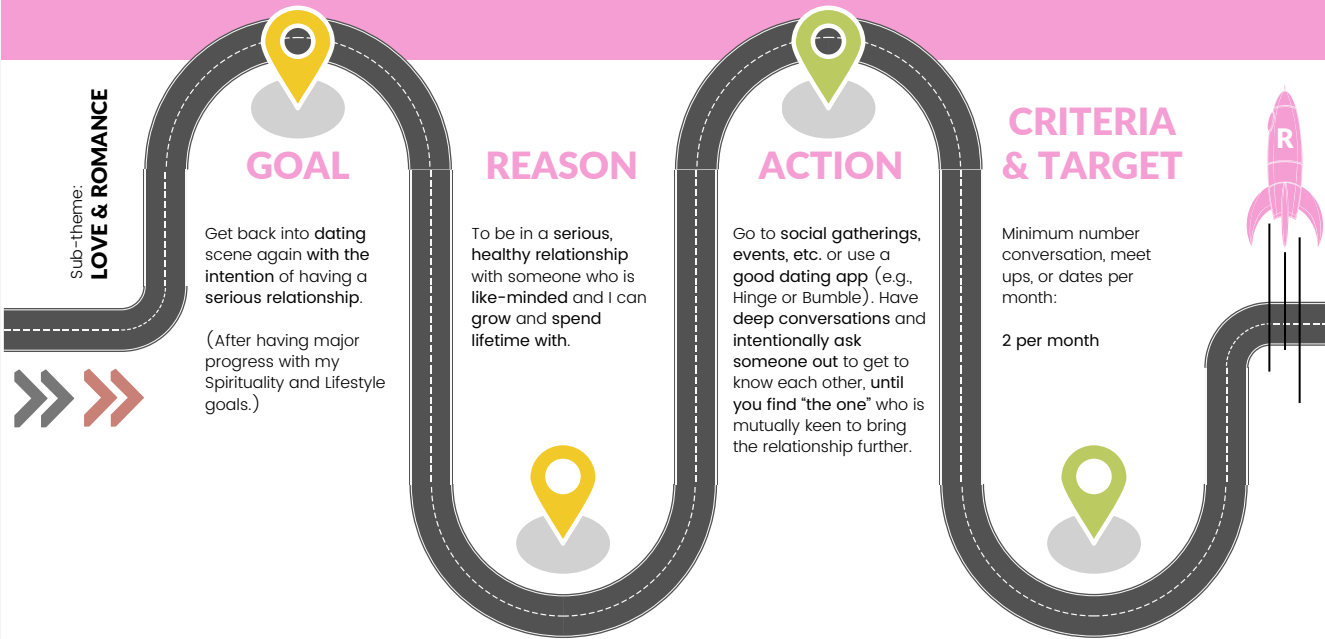 Sub-theme:
LOVE & ROMANCE
GOAL
Get back into dating
scene again with the
intention of having a
serious relationship.
(After having major
progress with my
Spirituality and Lifestyle
goals.)
REASON
To be in a serious,
healthy relationship
with someone who is
like-minded and I can
grow and spend
lifetime with.
ACTION
Go to social gatherings,
events, etc. or use a
good dating app (e.g.,
Hinge or Bumble). Have
deep conversations and
intentionally ask
someone out to get to
know each other, until
you find “the one” who is
mutually keen to bring
the relationship further.
CRITERIA
& TARGET
Minimum number
conversation, meet
ups, or dates per
month:
2 per month
R